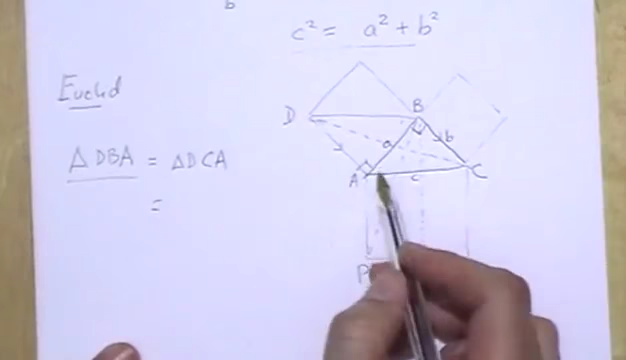 b
c² = a² + b²
Euclid
D
B
a
b
ΔDBA = ΔDCA
A
c
C
=
P